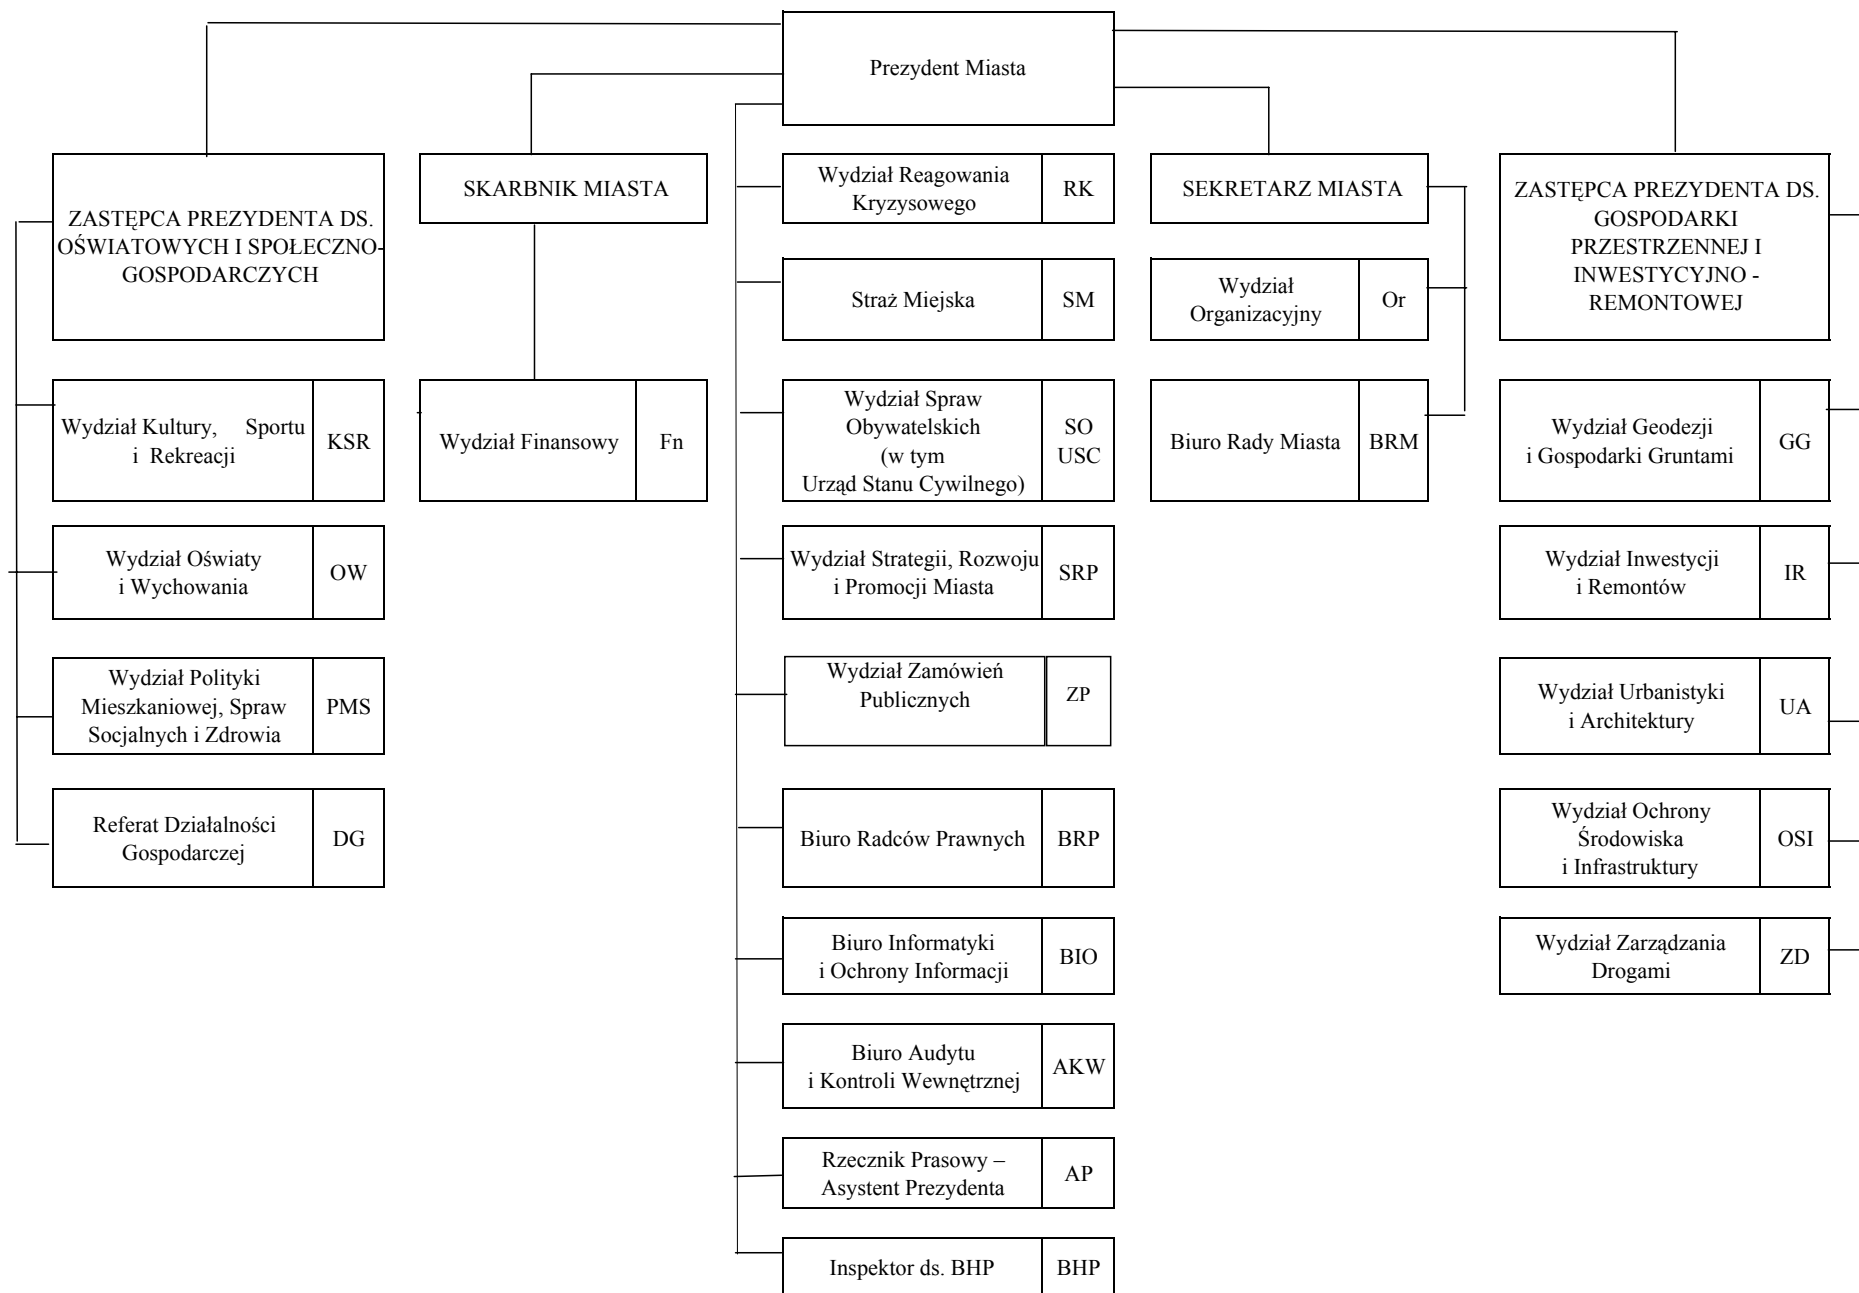 Prezydent Miasta
ZASTĘPCA PREZYDENTA DS.
OŚWIATOWYCH I SPOŁECZNO-
GOSPODARCZYCH
SKARBNIK MIASTA
Wydział Reagowania
Kryzysowego
RK
SEKRETARZ MIASTA
ZASTĘPCA PREZYDENTA DS.
GOSPODARKI
PRZESTRZENNEJ I
INWESTYCYJNO -
REMONTOWEJ
Straż Miejska
SM
Wydział
Organizacyjny
Or
Wydział Kultury, Sportu
i Rekreacji
KSR
Wydział Finansowy
Fn
Wydział Spraw
Obywatelskich
(w tym
Urząd Stanu Cywilnego)
SO
USC
Biuro Rady Miasta
BRM
Wydział Geodezji
i Gospodarki Gruntami
GG
Wydział Oświaty
i Wychowania
OW
Wydział Strategii, Rozwoju
i Promocji Miasta
SRP
Wydział Inwestycji
i Remontów
IR
Wydział Polityki
Mieszkaniowej, Spraw
Socjalnych i Zdrowia
PMS
Wydział Zamówień
Publicznych
ZP
Wydział Urbanistyki
i Architektury
UA
Referat Działalności
Gospodarczej
DG
Biuro Radców Prawnych
BRP
Wydział Ochrony
Środowiska
i Infrastruktury
OSI
Biuro Informatyki
i Ochrony Informacji
BIO
Wydział Zarządzania
Drogami
ZD
Biuro Audytu
i Kontroli Wewnętrznej
AKW
Rzecznik Prasowy –
Asystent Prezydenta
AP
Inspektor ds. BHP
BHP